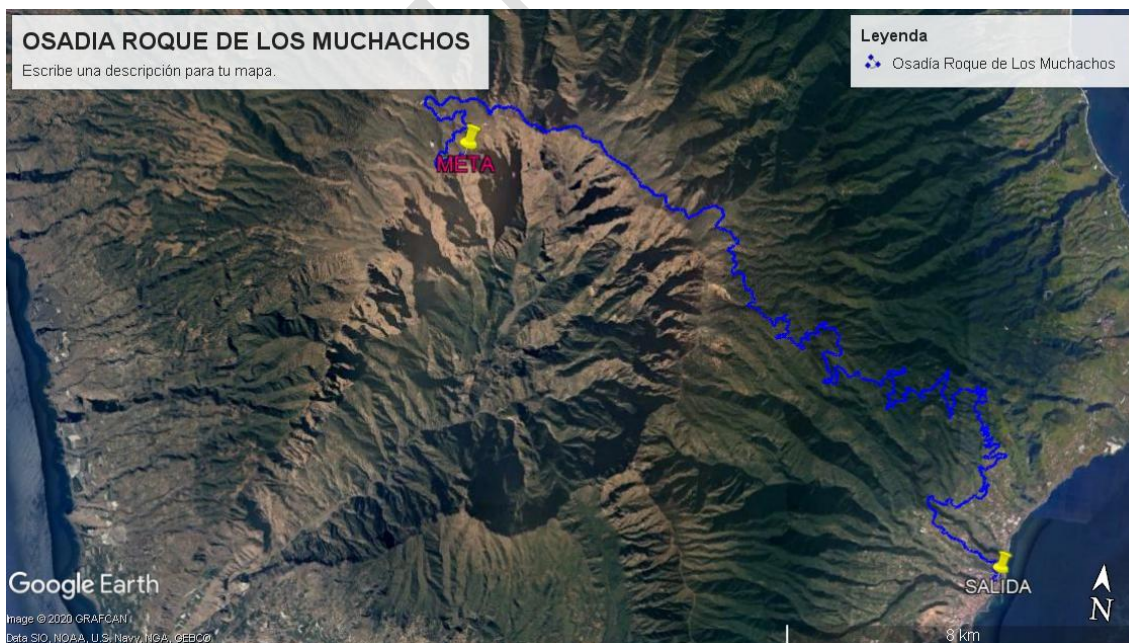 OSADIA ROQUE DE LOS MUCHACHOS
Escribe una descripción para tu mapa.
Leyenda
Osadía Roque de Los Muchachos
META
SALIDA
Google Earth
N
Image © 2020 GRAFCAN
Data SIO, NOAA, U.S. Navy, NGA, GEBCO
8 km